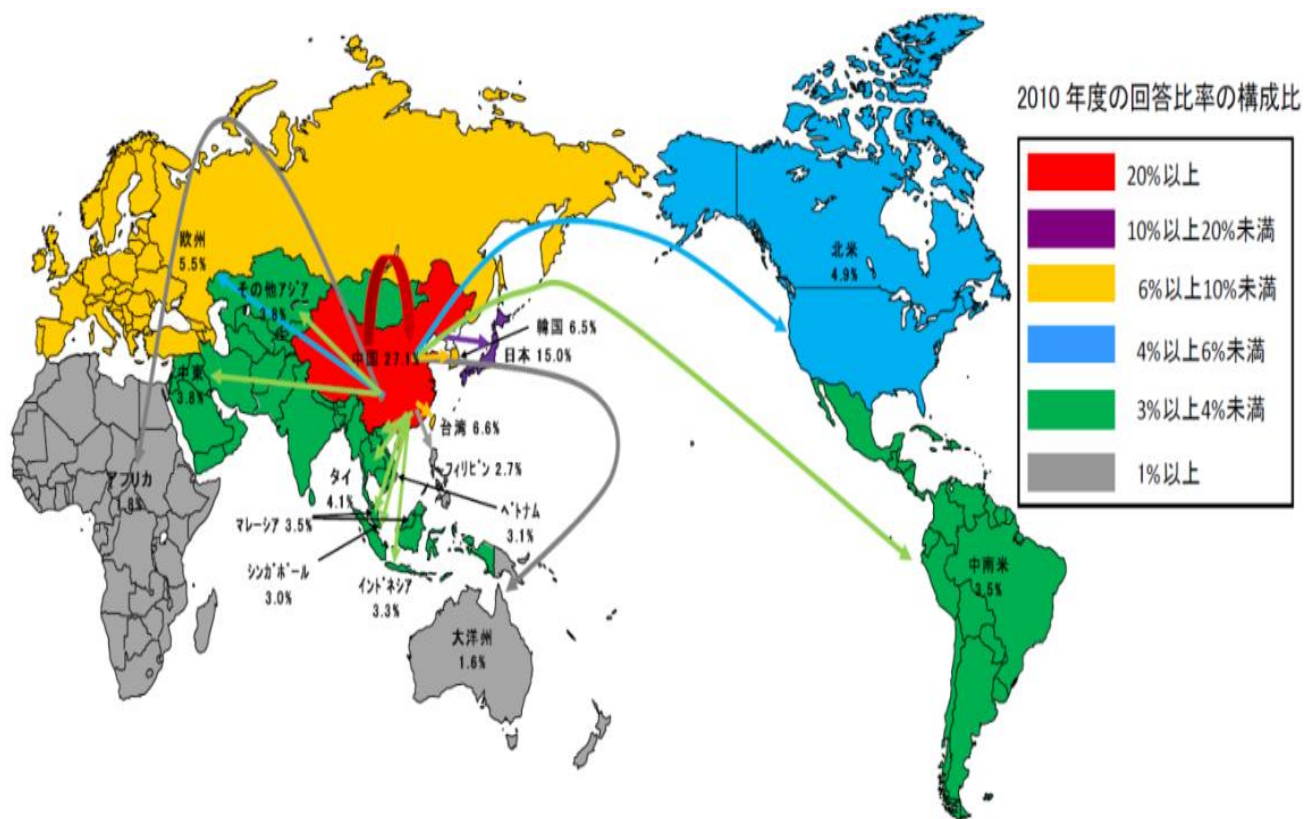 2010 年度の回答比率の構成比
20%以上
10%以上20%未満
6%以上10%未満
4%以上6%未満
3%以上4%未満
1%以上
欧州
5.5%
その他アジア
3.8%
中国 27.1%
韓国 6.5%
日本 15.0%
北米
4.9%
中東
3.8%
台湾 6.6%
フィリピン 2.7%
アフリカ
タイ
4.1%
ベトナム
3.1%
マレーシア 3.5%
シンガポール
3.0%
インドネシア
3.3%
大洋州
1.6%
中南米
3.5%